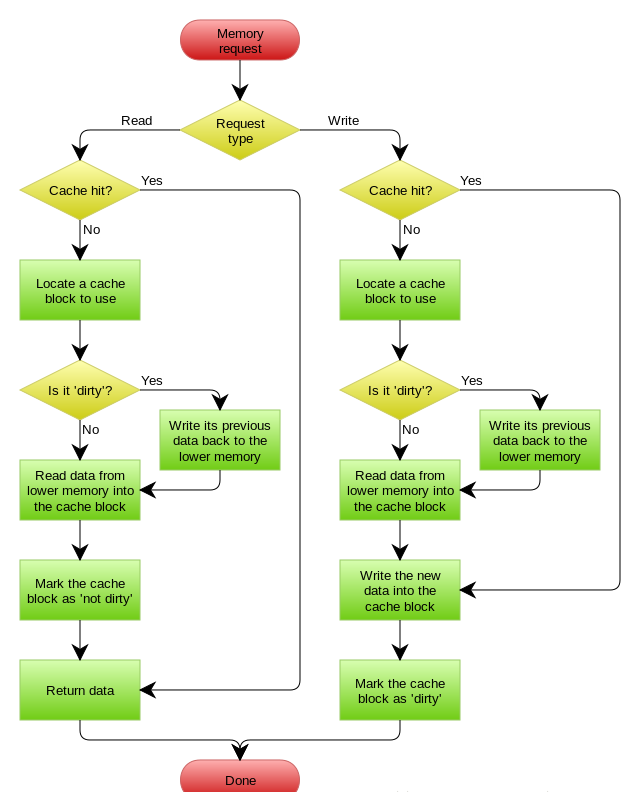 Memory
request
Request
type
Read
Write
Cache hit?
Yes
No
Locate a cache
block to use
Is it 'dirty'?
Yes
No
Write its previous
data back to the
lower memory
Read data from
lower memory into
the cache block
Mark the cache
block as 'not dirty'
Return data
Cache hit?
Yes
No
Locate a cache
block to use
Is it 'dirty'?
Yes
No
Write its previous
data back to the
lower memory
Read data from
lower memory into
the cache block
Write the new
data into the
cache block
Mark the cache
block as 'dirty'
Done